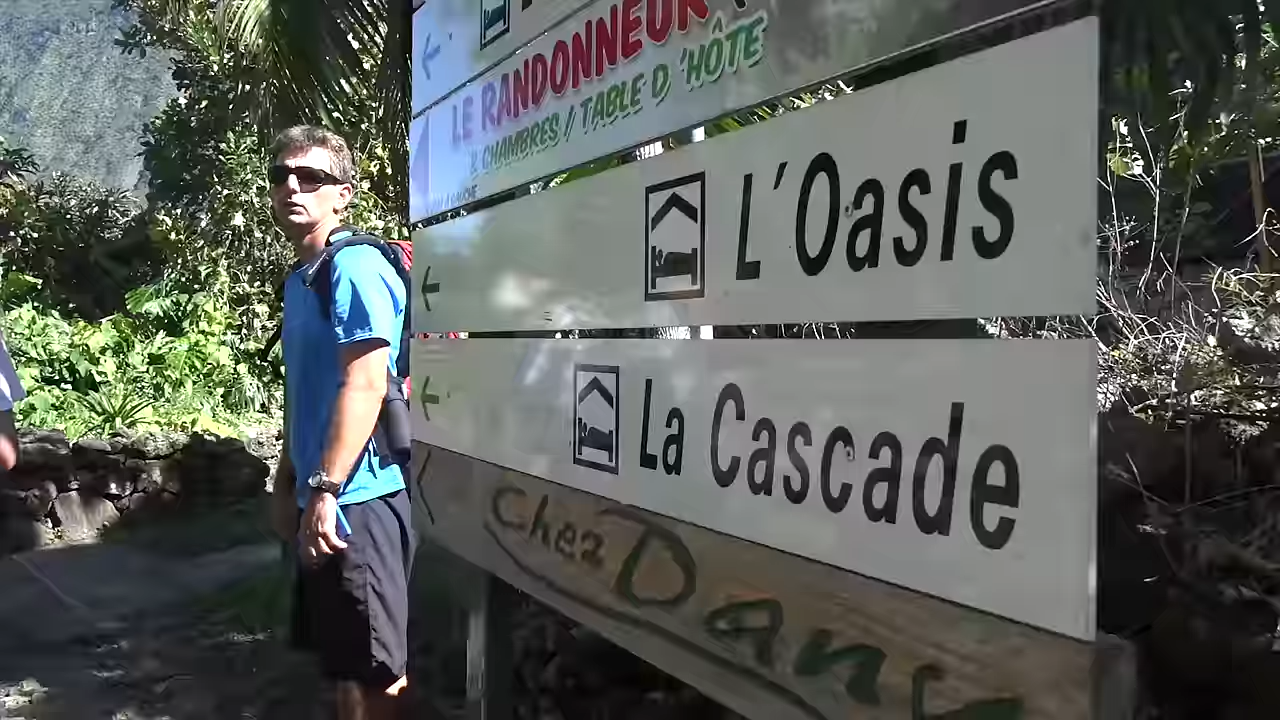 LE RANDONNEUR
CHAMBRES / TABLE D'HÔTE
L'Oasis
La Cascade
Chez